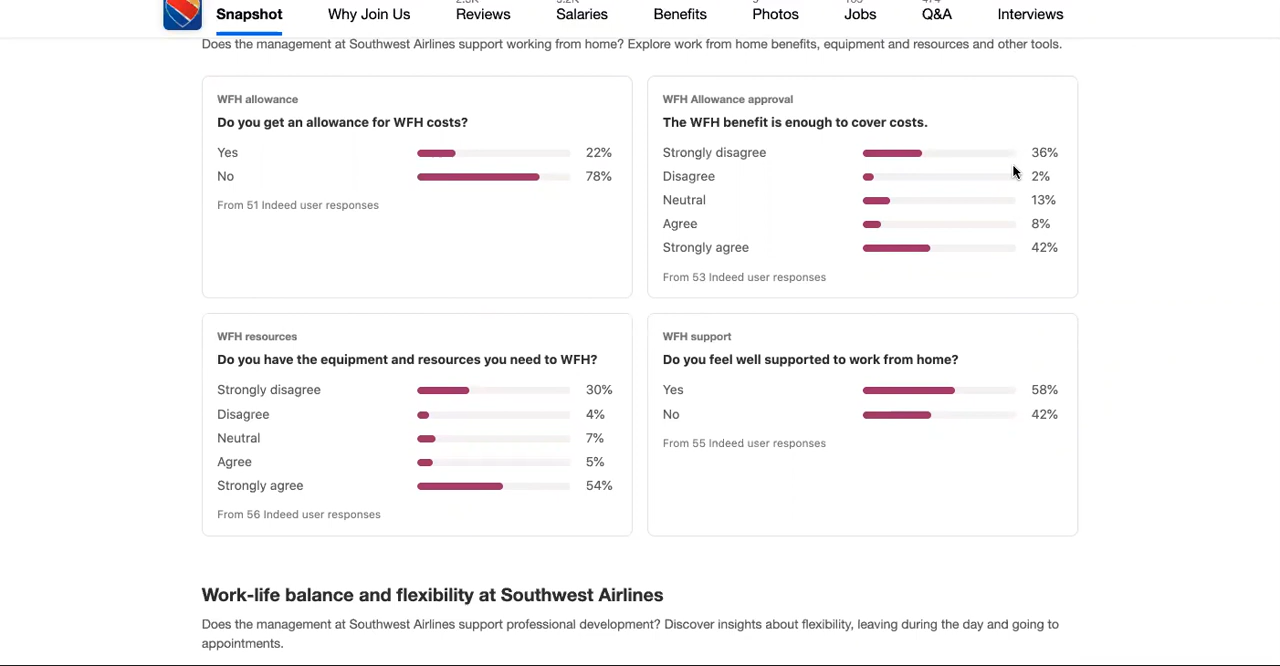 Snapshot
Why Join Us
Reviews
Salaries
Benefits
Photos
Jobs
Q&A
Interviews
Does the management at Southwest Airlines support working from home? Explore work from home benefits, equipment and resources and other tools.
WFH allowance
Do you get an allowance for WFH costs?
Yes 22%
No 78%
From 51 Indeed user responses
WFH Allowance approval
The WFH benefit is enough to cover costs.
Strongly disagree 36%
Disagree 2%
Neutral 13%
Agree 8%
Strongly agree 42%
From 53 Indeed user responses
WFH resources
Do you have the equipment and resources you need to WFH?
Strongly disagree 30%
Disagree 4%
Neutral 7%
Agree 5%
Strongly agree 54%
From 56 Indeed user responses
WFH support
Do you feel well supported to work from home?
Yes 58%
No 42%
From 55 Indeed user responses
Work-life balance and flexibility at Southwest Airlines
Does the management at Southwest Airlines support professional development? Discover insights about flexibility, leaving during the day and going to
appointments.